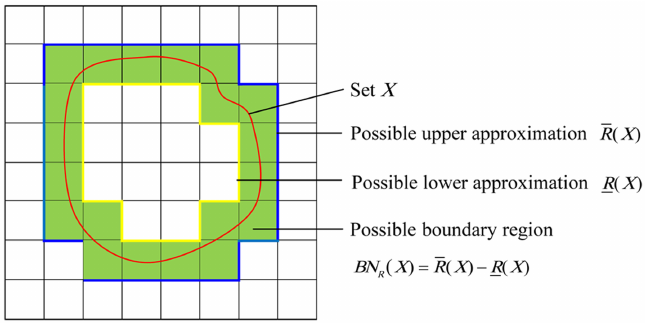 Set X
Possible upper approximation R̅(X)
Possible lower approximation R̲(X)
Possible boundary region
BN_R(X) = R̅(X) − R̲(X)